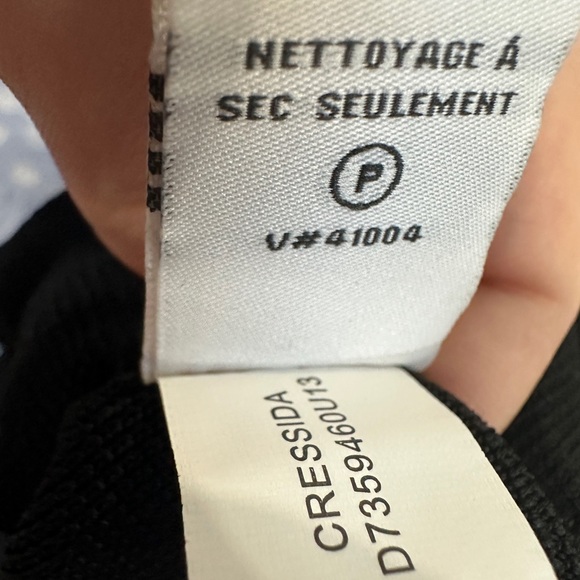 NETTOYAGE Á
SEC SEULEMENT
P
V#41004
CRESSIDA
D7359460U13